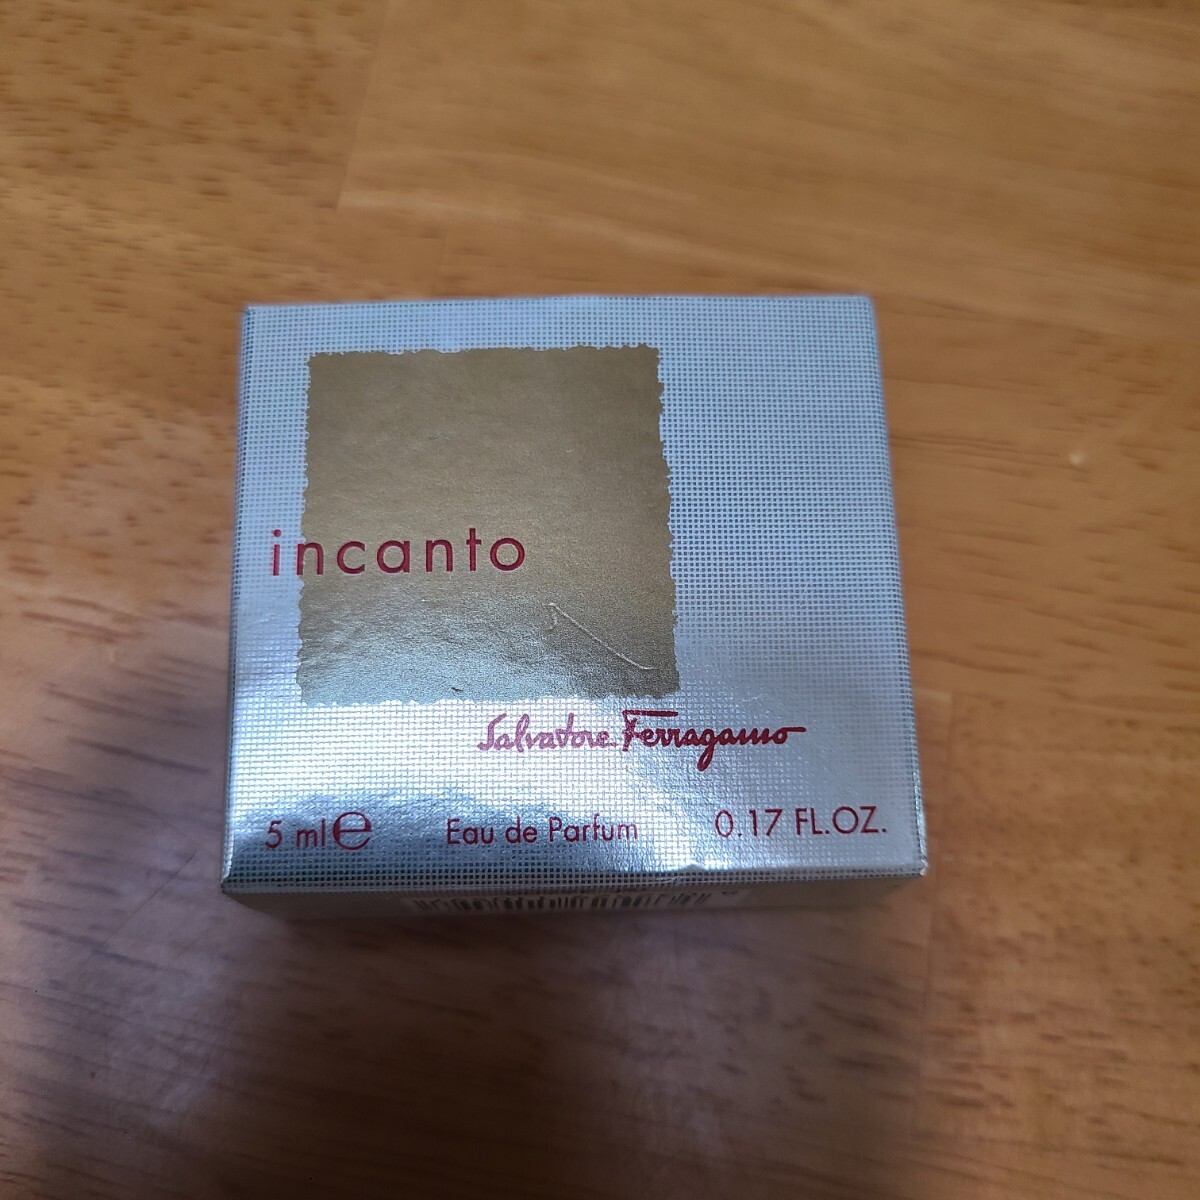 incanto
Salvatore Ferragamo
5 ml ℮ Eau de Parfum 0.17 FL.OZ.